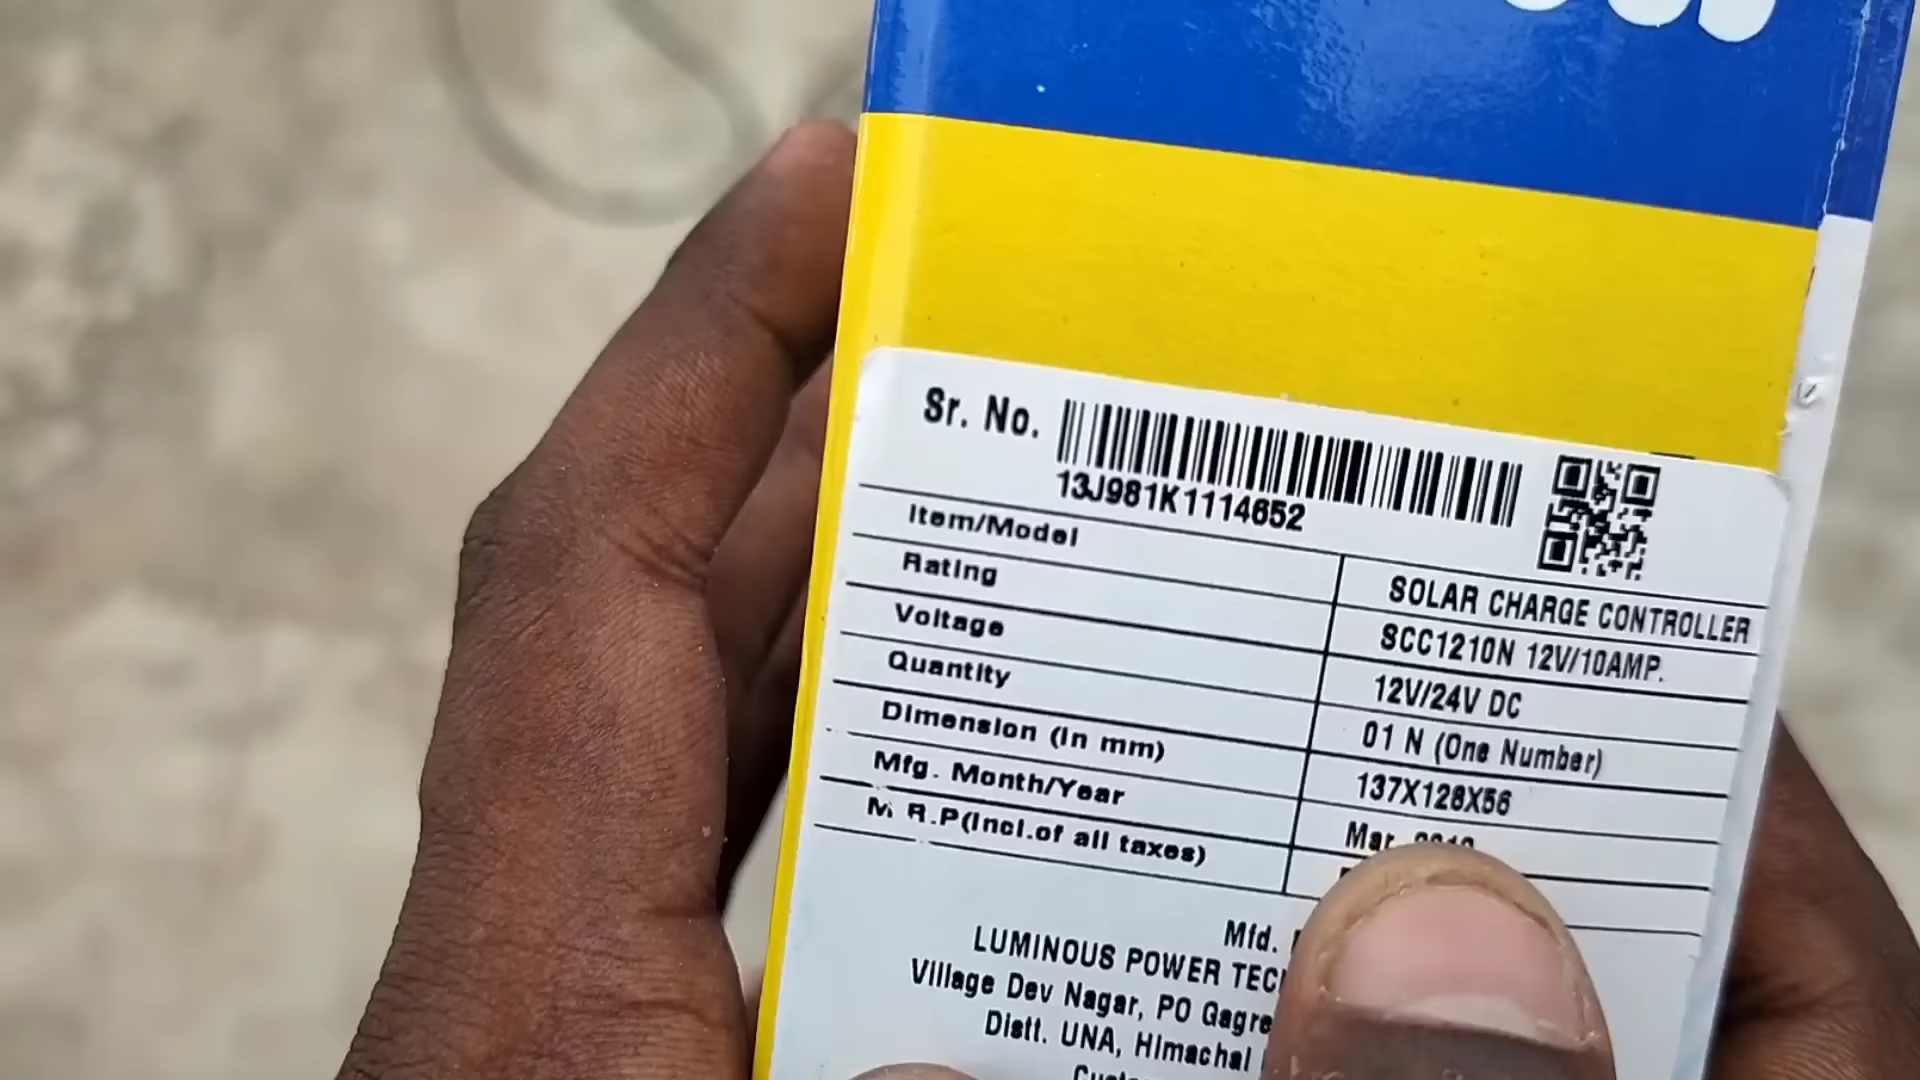 Sr. No.
13J981K1114652
Item/Model SOLAR CHARGE CONTROLLER
Rating SCC1210N 12V/10AMP.
Voltage 12V/24V DC
Quantity 01 N (One Number)
Dimension (in mm) 137X128X56
Mfg. Month/Year Mar
M.R.P(Incl.of all taxes)
Mfd.
LUMINOUS POWER
Village Dev Nagar, PO
Distt. UNA, Himachal